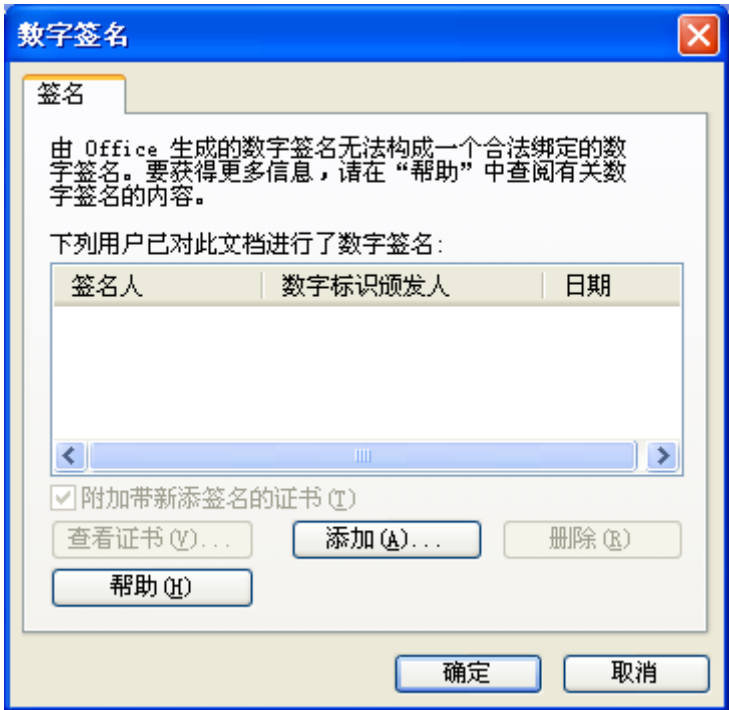 数字签名
签名
由 Office 生成的数字签名无法构成一个合法绑定的数
字签名。要获得更多信息，请在“帮助”中查阅有关数
字签名的内容。
下列用户已对此文档进行了数字签名:
签名人 数字标识颁发人 日期
附加带新添签名的证书(T)
查看证书(V)... 添加(A)... 删除(R)
帮助(H)
确定 取消